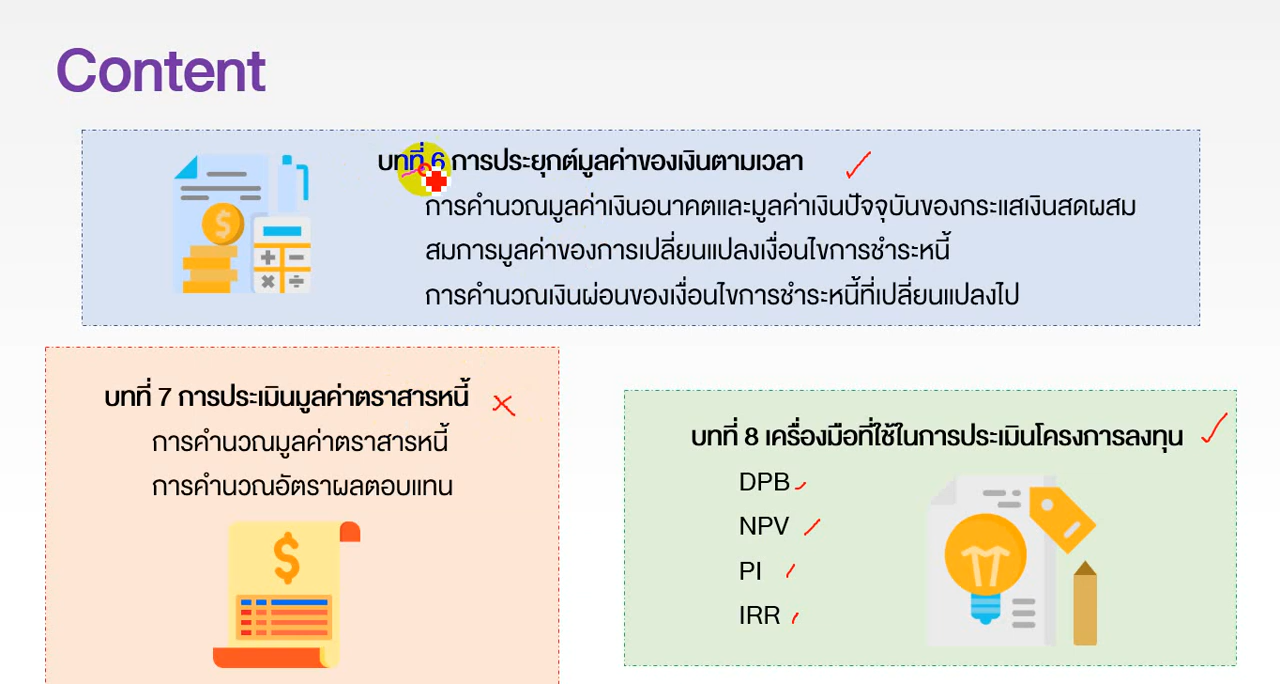 Content
บทที่ 6 การประยุกต์มูลค่าของเงินตามเวลา
การคำนวณมูลค่าเงินอนาคตและมูลค่าเงินปัจจุบันของกระแสเงินสดผสม
สมการมูลค่าของการเปลี่ยนแปลงเงื่อนไขการชำระหนี้
การคำนวณเงินผ่อนของเงื่อนไขการชำระหนี้ที่เปลี่ยนแปลงไป
บทที่ 7 การประเมินมูลค่าตราสารหนี้
การคำนวณมูลค่าตราสารหนี้
การคำนวณอัตราผลตอบแทน
บทที่ 8 เครื่องมือที่ใช้ในการประเมินโครงการลงทุน
DPB
NPV
PI
IRR